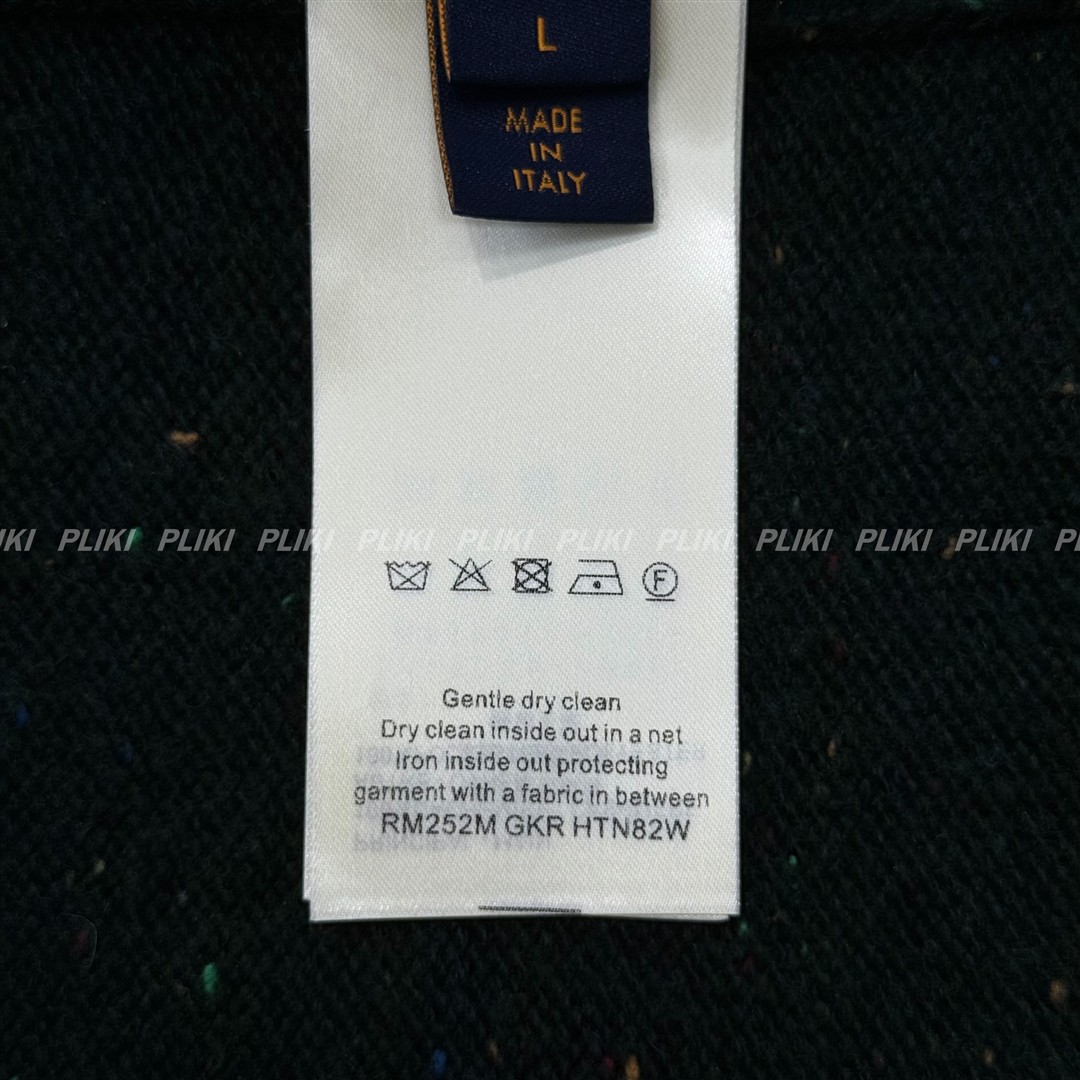 L
MADE
IN
ITALY
PLIKI PLIKI PLIKI PLIKI PLIKI PLIKI PLIKI PLIKI PLIKI PLIKI
F
Gentle dry clean
Dry clean inside out in a net
Iron inside out protecting
garment with a fabric in between
RM252M GKR HTN82W